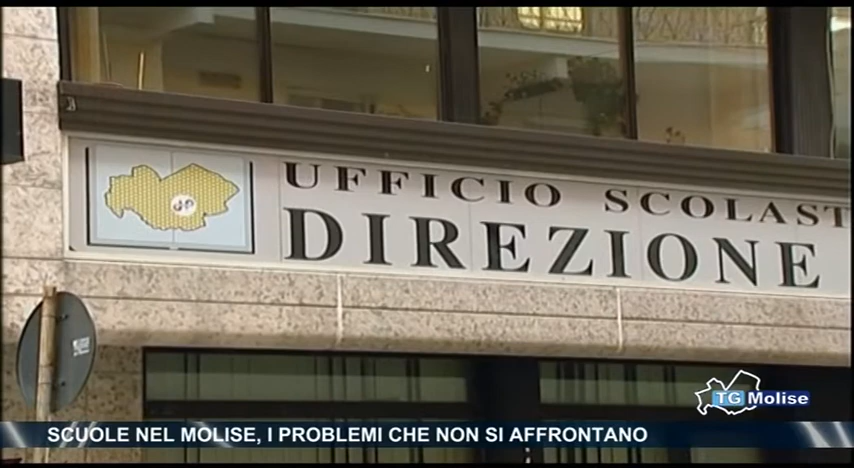 UFFICIO SCOLAST
DIREZIONE
TG Molise
SCUOLE NEL MOLISE, I PROBLEMI CHE NON SI AFFRONTANO